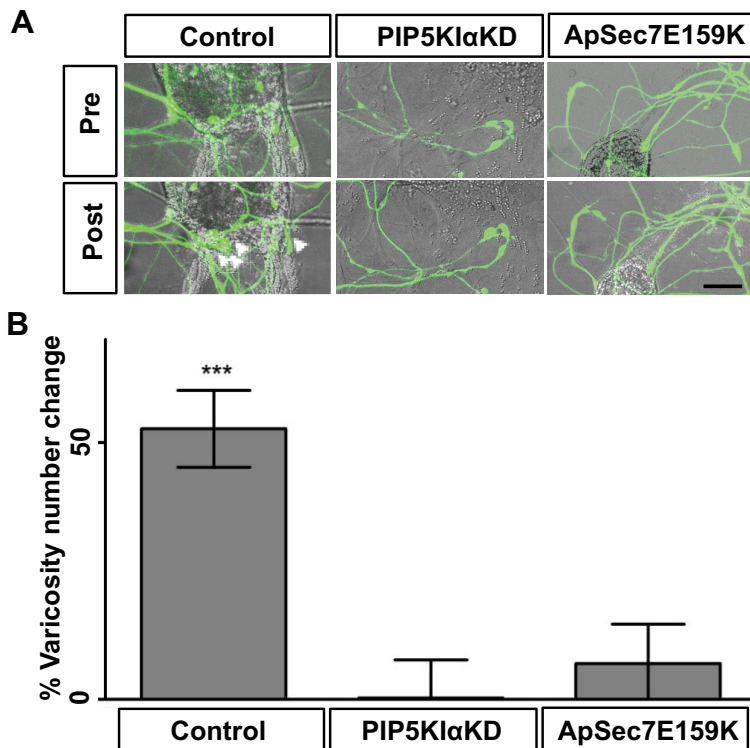 A
Control PIP5KIαKD ApSec7E159K
Pre
Post
B
% Varicosity number change
50
0
***
Control PIP5KIαKD ApSec7E159K